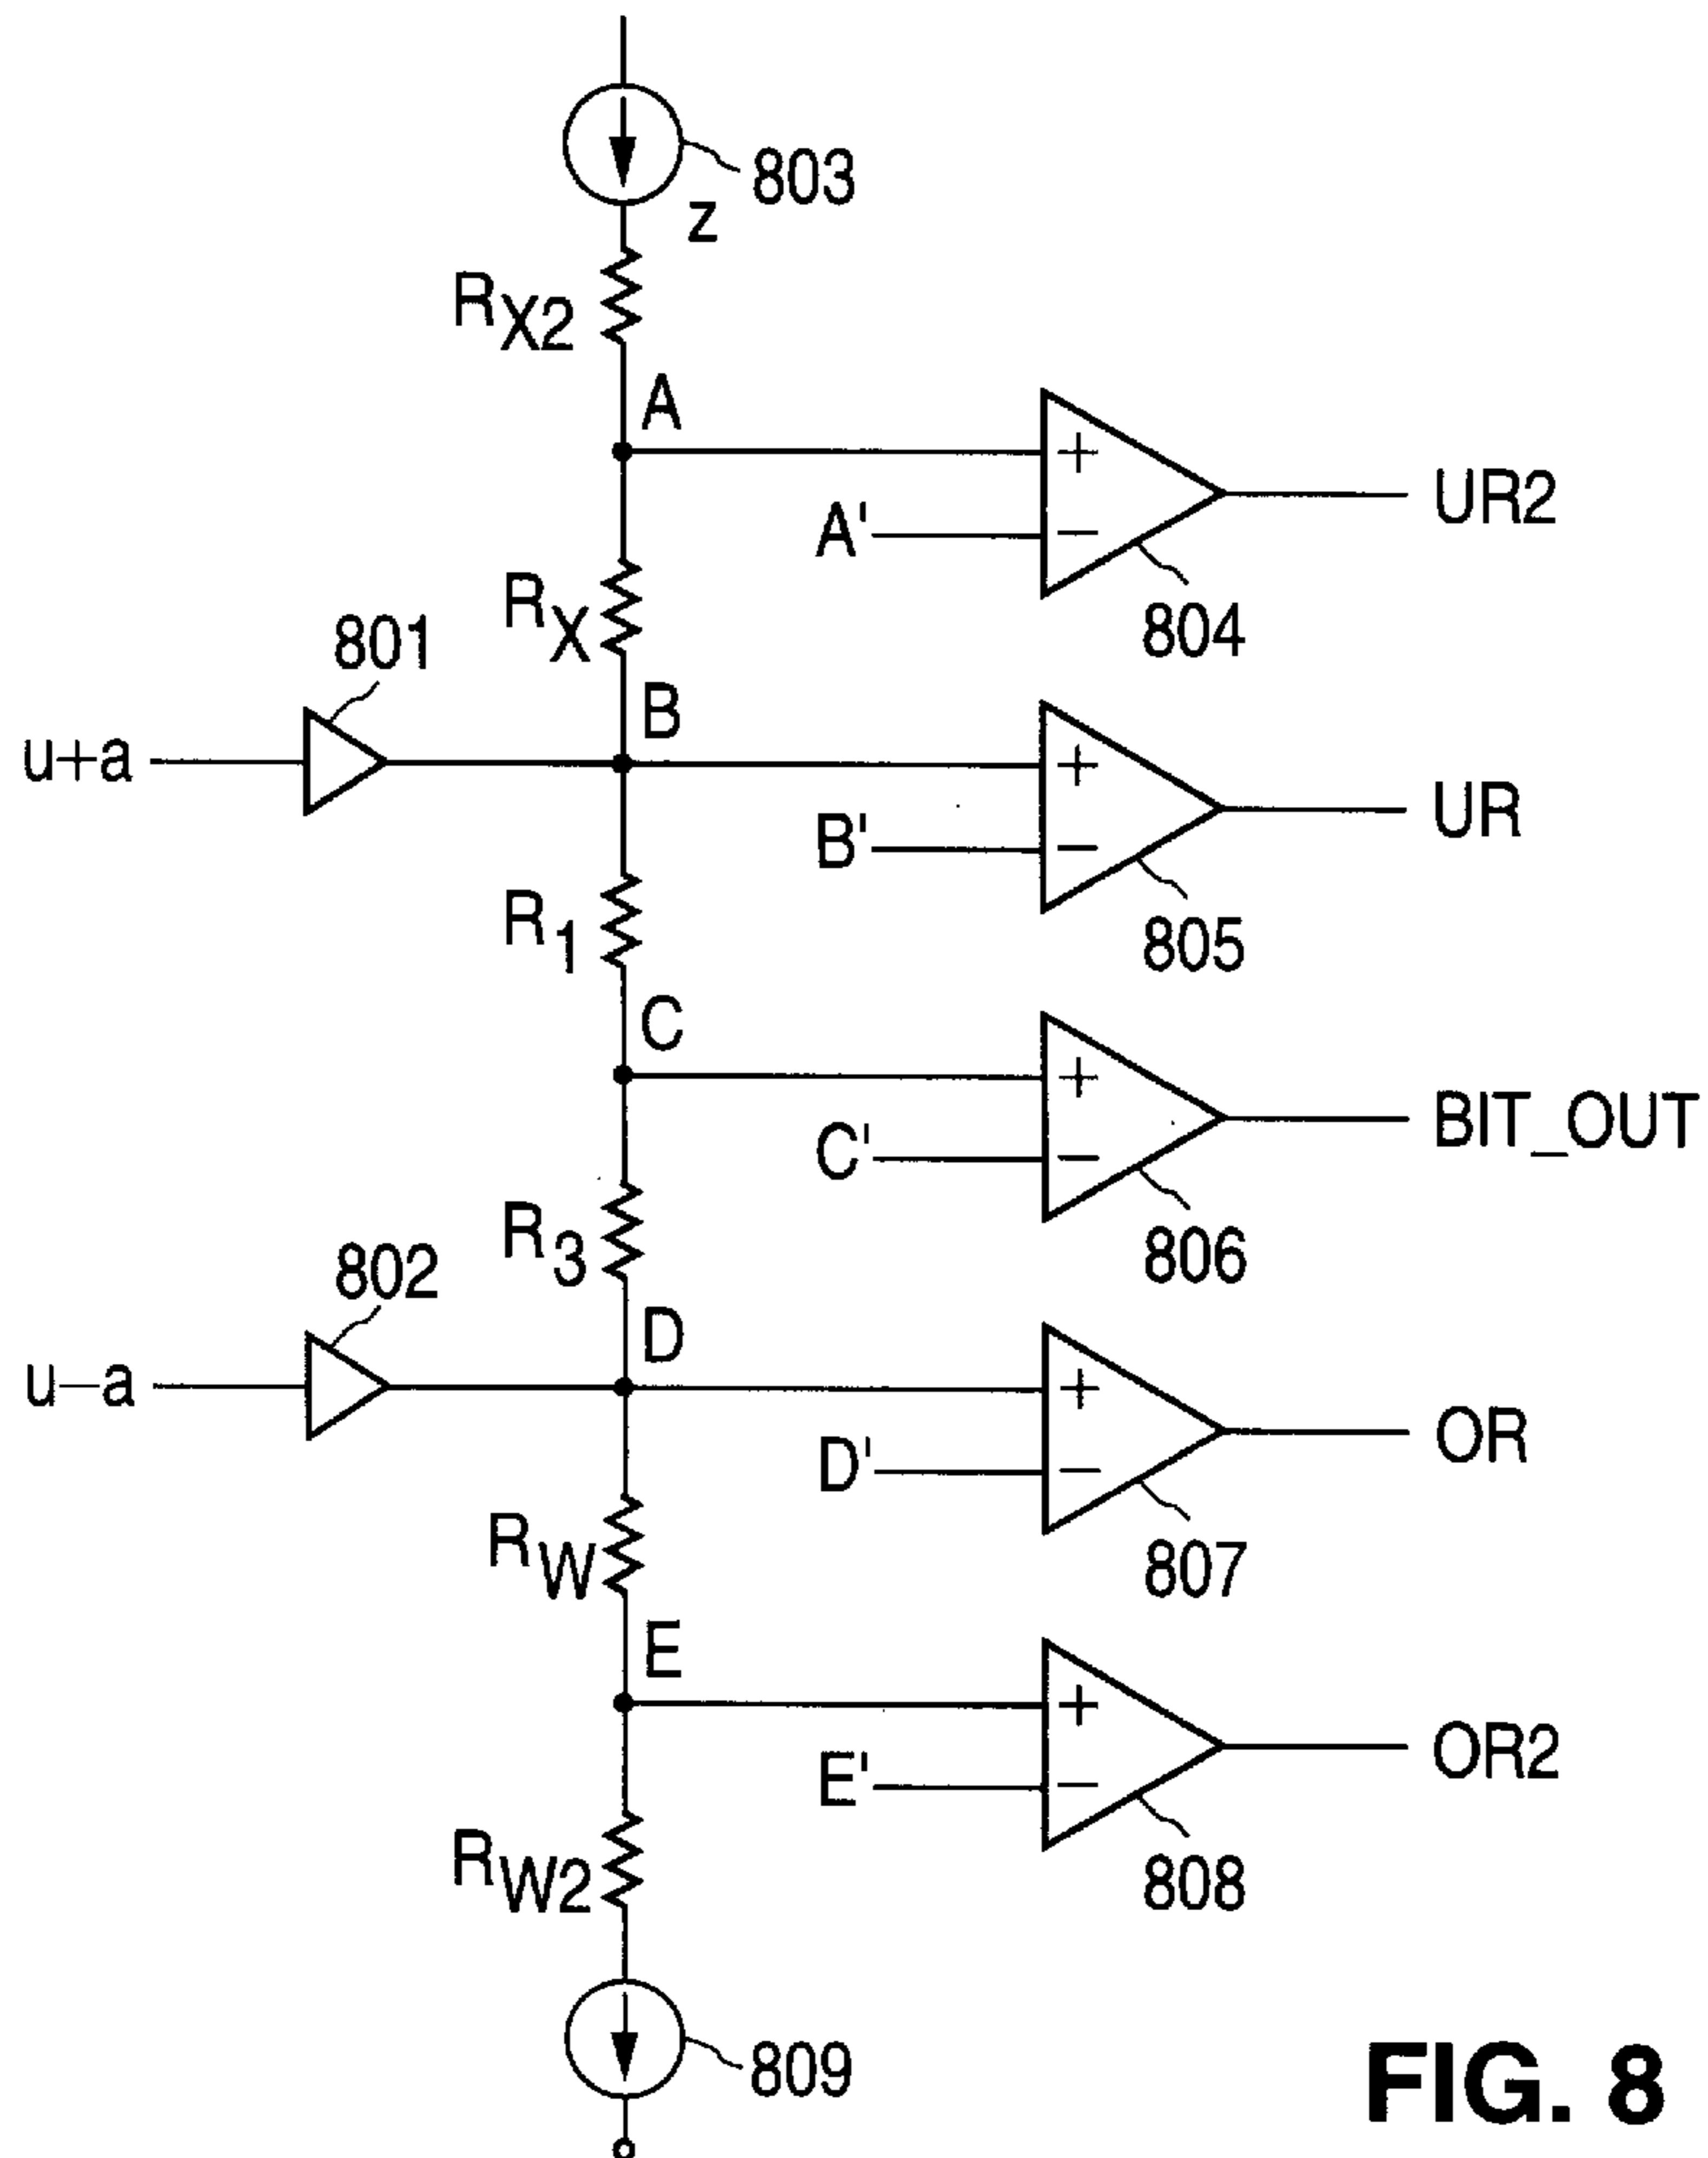 803
z
RX2
A
+
UR2
A'
−
RX
804
801
B
u+a
+
UR
B'
−
R1
805
C
+
BIT_OUT
C'
−
R3
806
802
D
u−a
+
OR
D'
−
RW
807
E
+
OR2
E'
−
RW2
808
809
FIG. 8